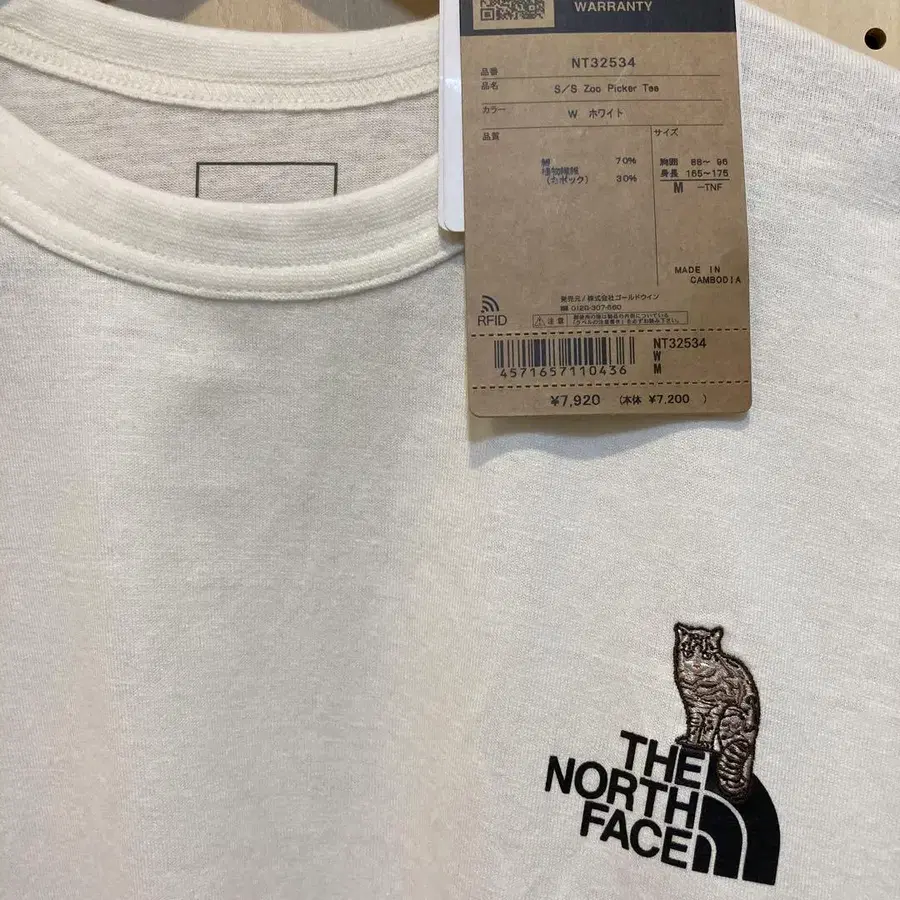 WARRANTY
品番 NT32534
品名 S/S Zoo Picker Tee
カラー W ホワイト
品質 サイズ
綿 70%
植物繊維
(カポック) 30%
胸囲 88〜 96
身長 165〜175
M -TNF
MADE IN
CAMBODIA
発売元/株式会社ゴールドウイン
☎ 0120-307-560
RFID
⚠注意
NT32534
W
M
4571657110436
¥7,920 (本体 ¥7,200 )
THE
NORTH
FACE